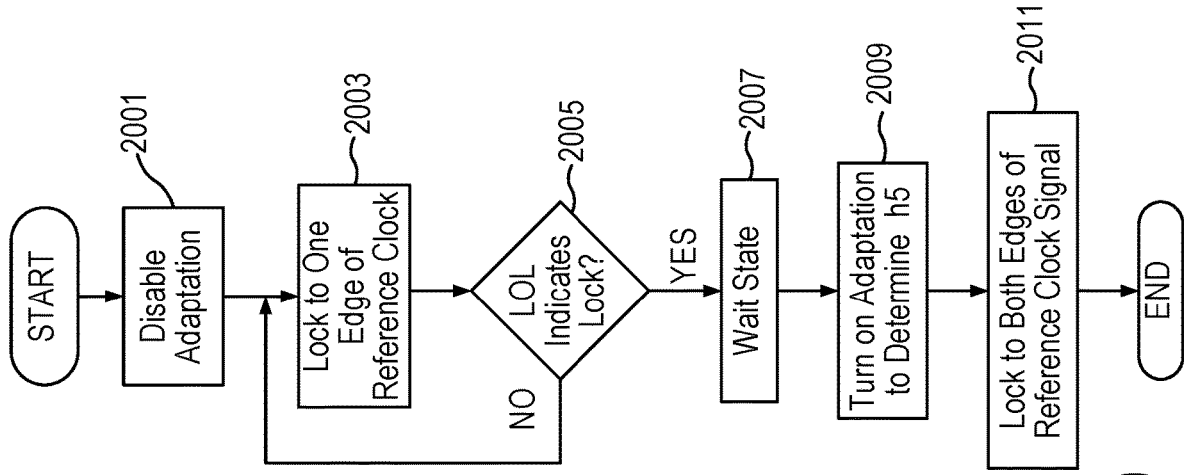 START
2001
Disable
Adaptation
2003
Lock to One
Edge of
Reference Clock
2005
LOL
Indicates
Lock?
NO
YES
2007
Wait State
2009
Turn on Adaptation
to Determine h5
2011
Lock to Both Edges of
Reference Clock Signal
END